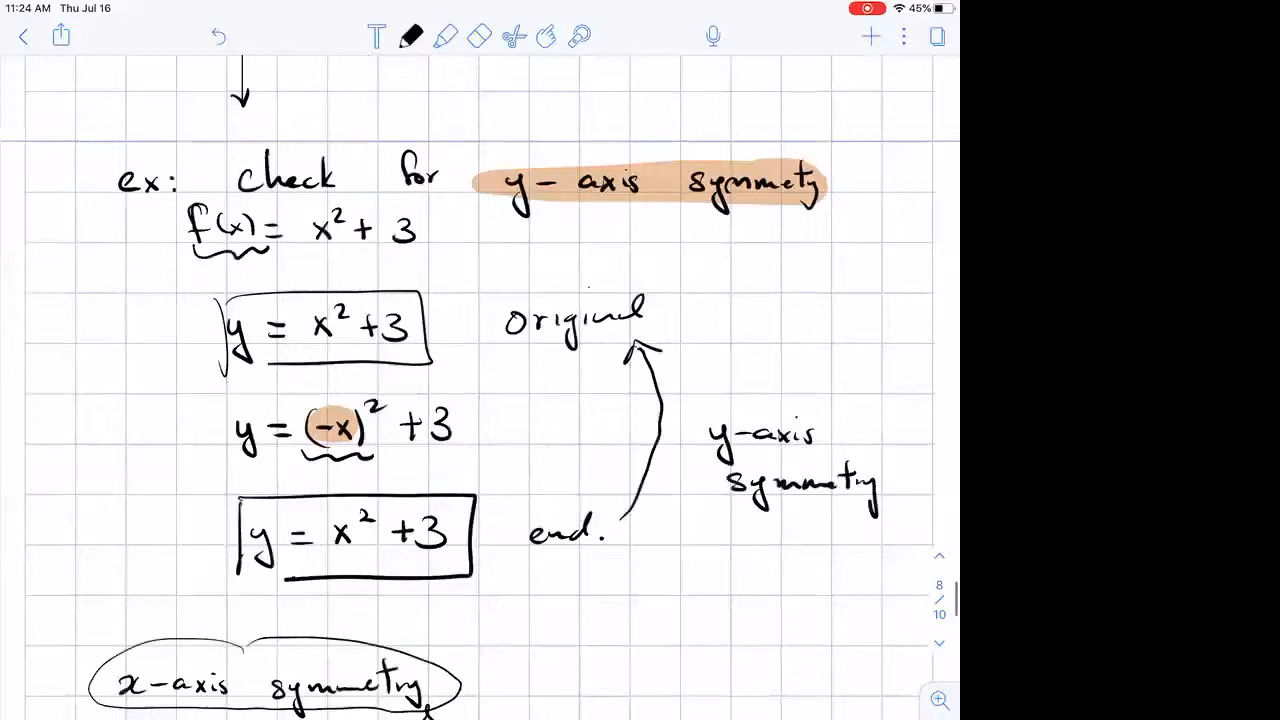 11:24 AM Thu Jul 16
45%
T
ex: check for y-axis symmety
f(x) = x² + 3
y = x² + 3 original
y = (-x)² + 3
y-axis
symmetry
y = x² + 3 end.
8
/
10
x-axis symmetry